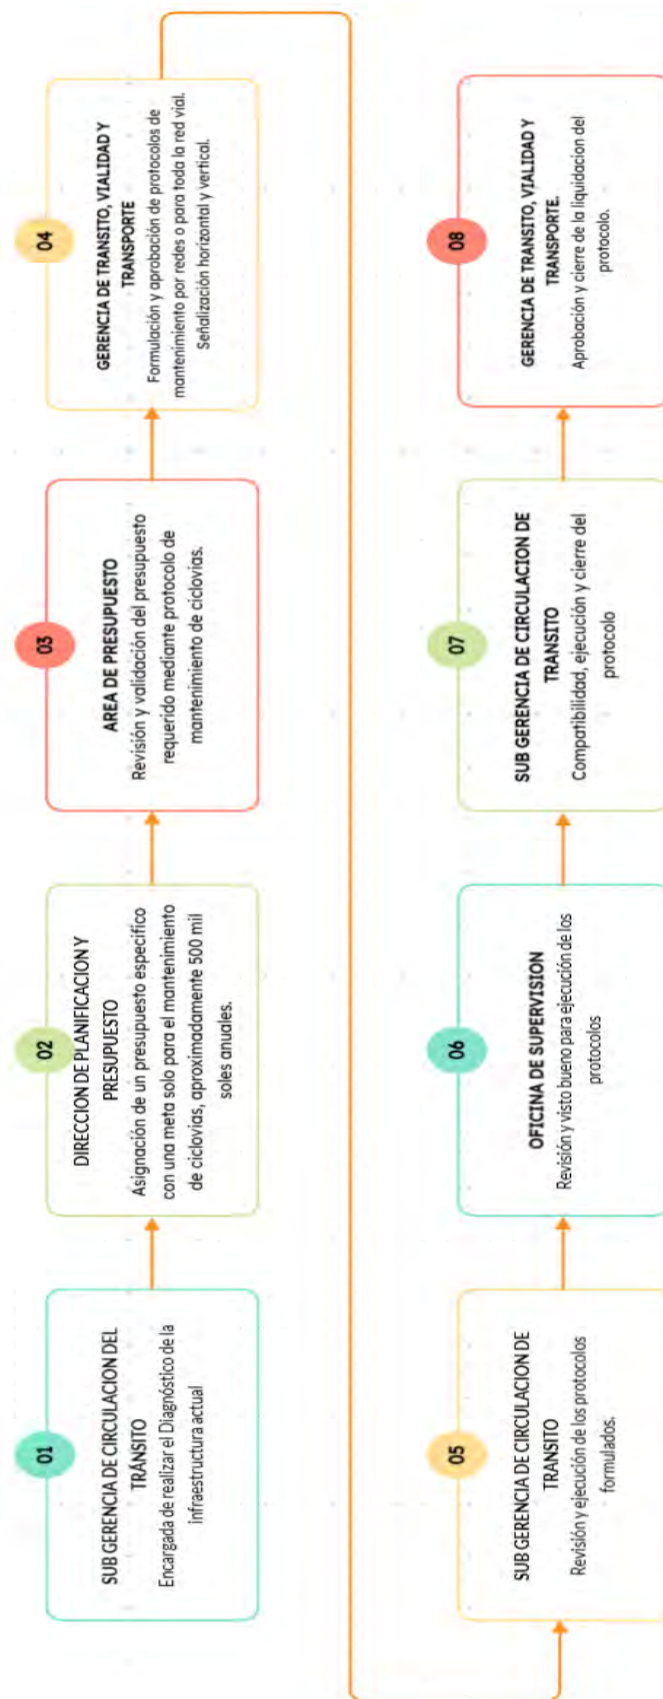 01
SUB GERENCIA DE CIRCULACION DEL
TRÁNSITO
Encargada de realizar el Diagnóstico de la
infraestructura actual
02
DIRECCION DE PLANIFICACION Y
PRESUPUESTO
Asignación de un presupuesto específico
con una meta solo para el mantenimiento
de ciclovias, aproximadamente 500 mil
soles anuales.
03
AREA DE PRESUPUESTO
Revisión y validación del presupuesto
requerido mediante protocolo de
mantenimiento de ciclovías.
04
GERENCIA DE TRANSITO, VIALIDAD Y
TRANSPORTE
Formulación y aprobación de protocolos de
mantenimiento por redes o para toda la red vial.
Señalización horizontal y vertical.
05
SUB GERENCIA DE CIRCULACION DE
TRANSITO
Revisión y ejecución de los protocolos
formulados.
06
OFICINA DE SUPERVISION
Revisión y visto bueno para ejecución de los
protocolos
07
SUB GERENCIA DE CIRCULACION DE
TRANSITO
Compatibilidad, ejecución y cierre del
protocolo
08
GERENCIA DE TRANSITO, VIALIDAD Y
TRANSPORTE.
Aprobación y cierre de la liquidacion del
protocolo.